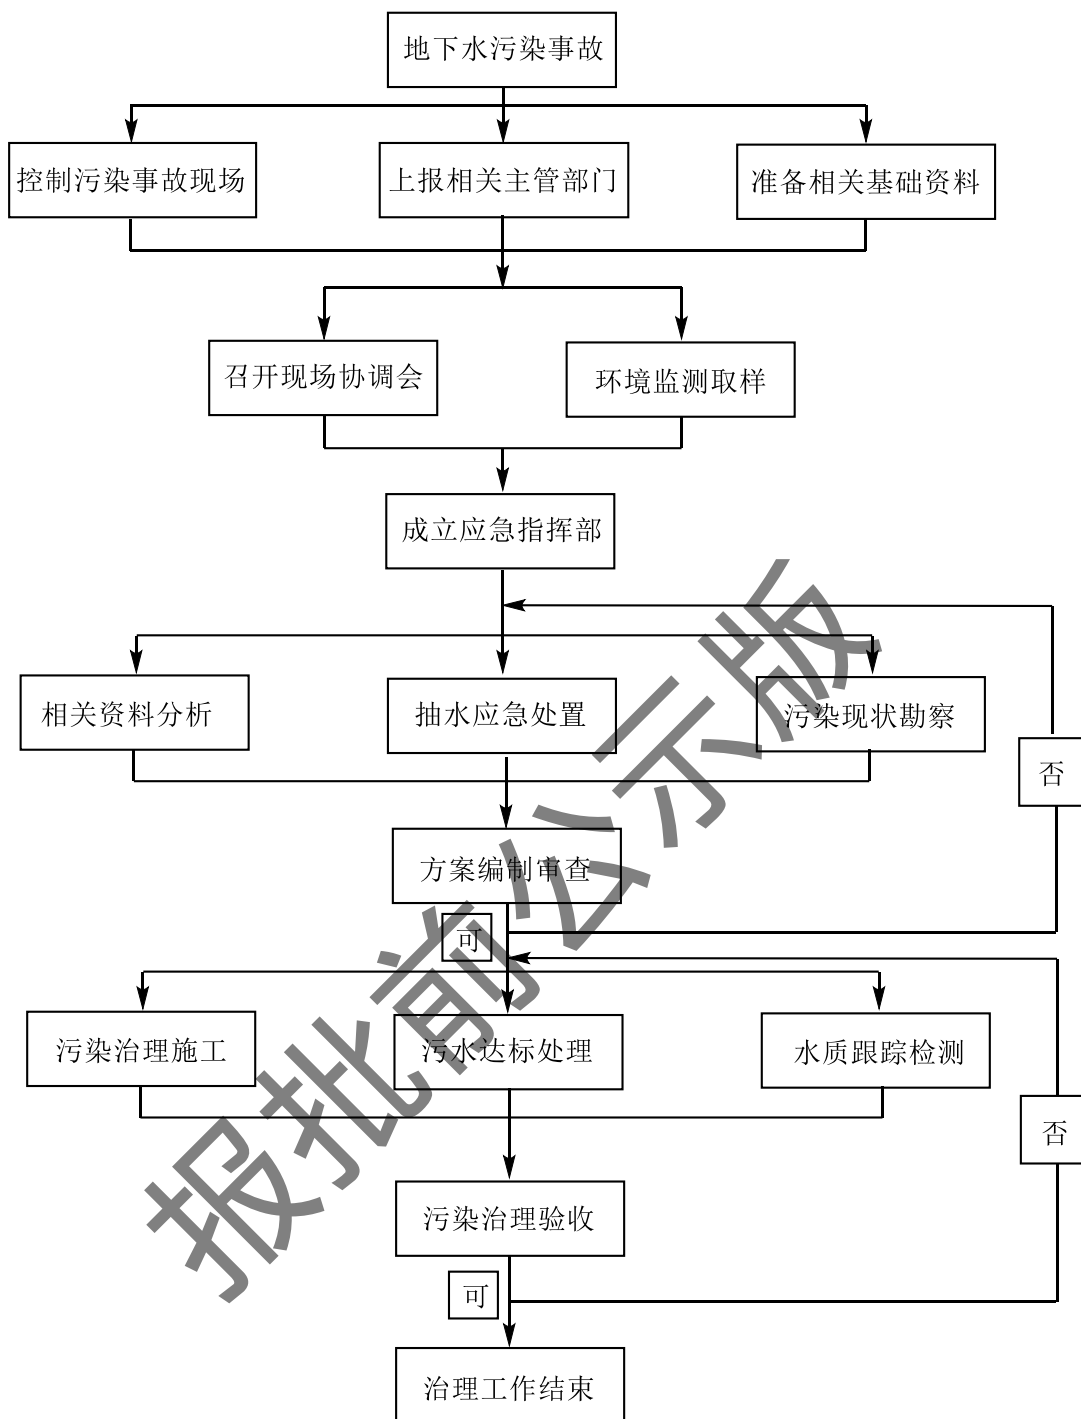 地下水污染事故
控制污染事故现场
上报相关主管部门
准备相关基础资料
召开现场协调会
环境监测取样
成立应急指挥部
相关资料分析
抽水应急处置
污染现状勘察
否
方案编制审查
可
污染治理施工
污水达标处理
水质跟踪检测
否
污染治理验收
可
治理工作结束
报批前公示版